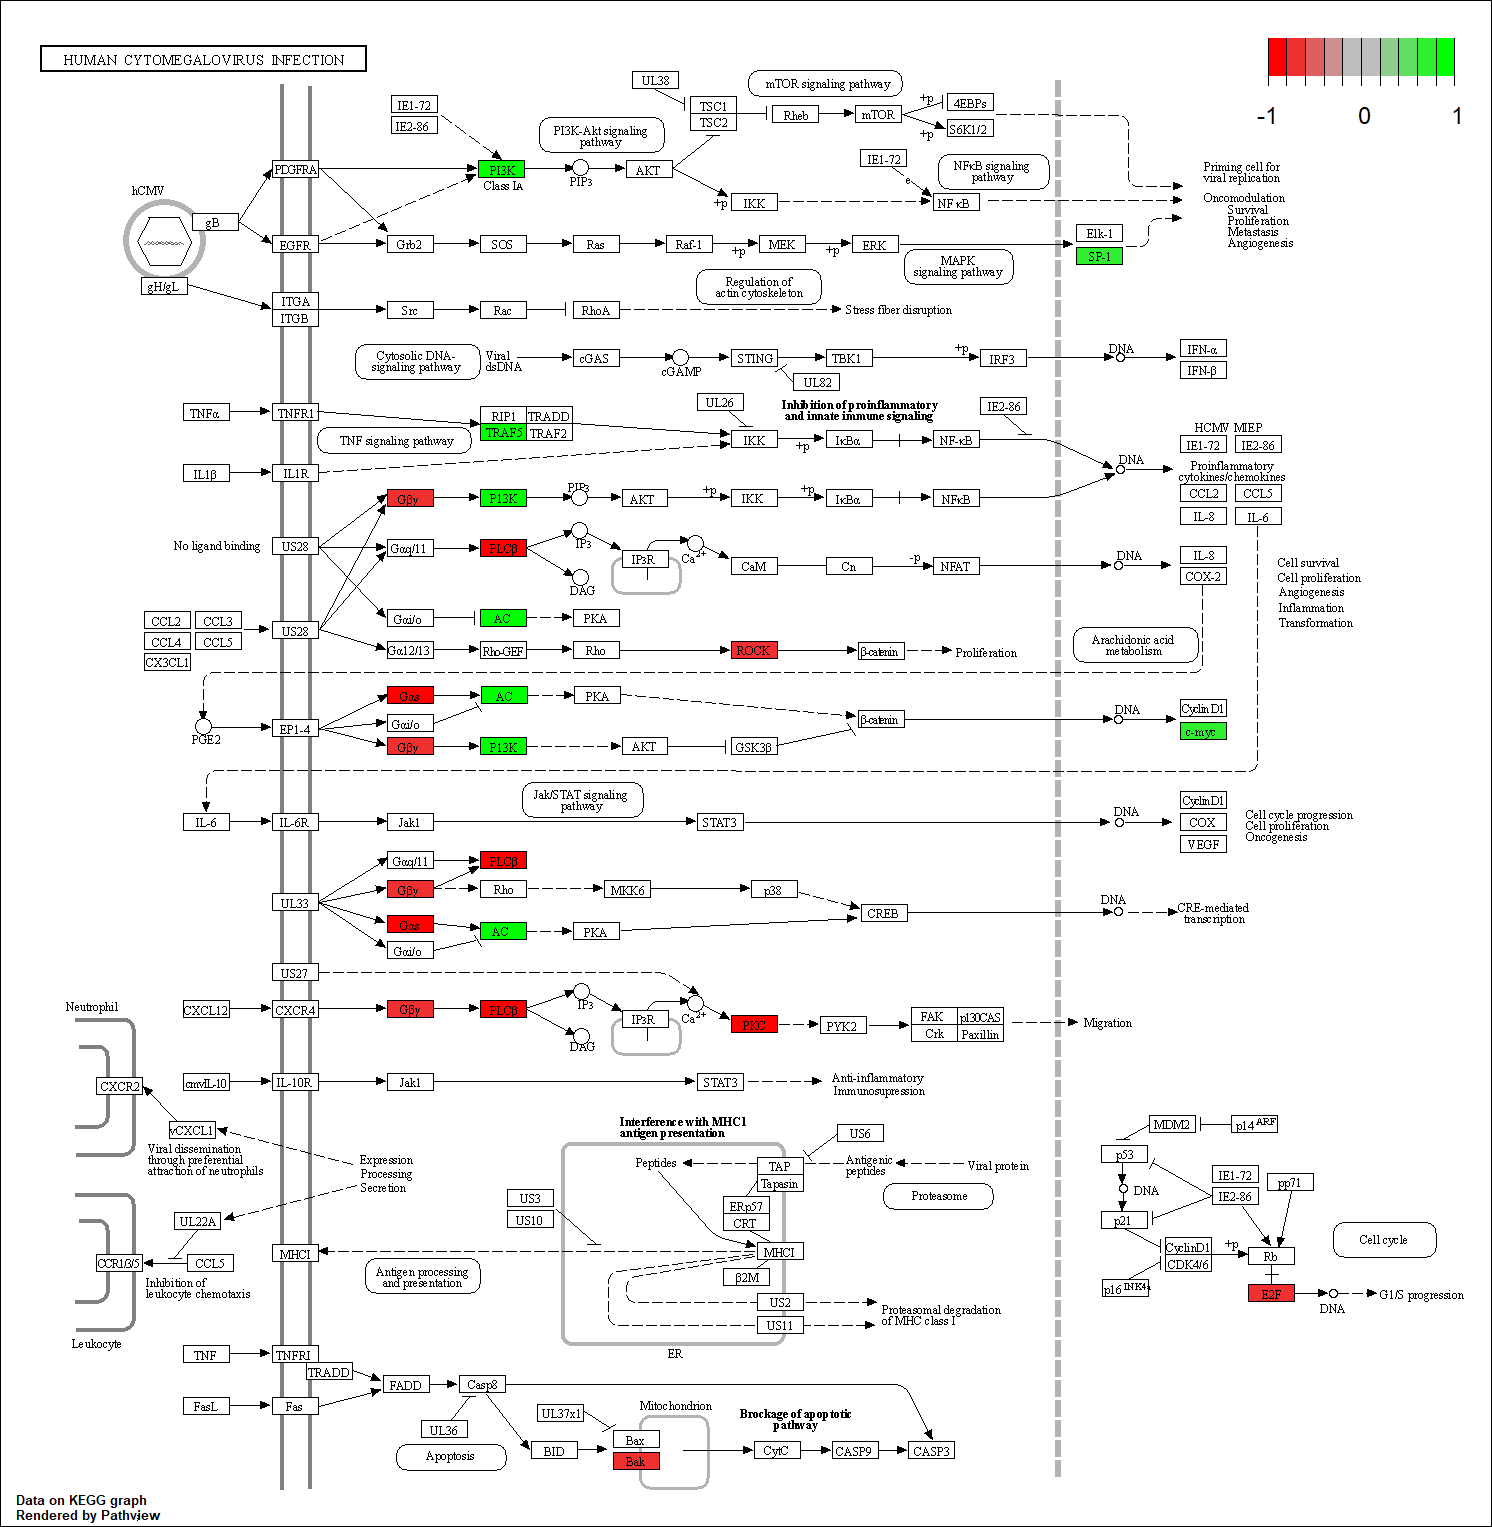 HUMAN CYTOMEGALOVIRUS INFECTION
-1
0
1
UL38
mTOR signaling pathway
IE1-72
IE2-86
TSC1
TSC2
Rheb
mTOR
+p
4EBPs
S6K1/2
+p
PI3K-Akt signaling
pathway
PDGFRA
PI3K
Class IA
PIP3
AKT
IE1-72
NFκB signaling
pathway
Priming cell for
viral replication
hCMV
gB
+p
IKK
e
NFκB
Oncomodulation
Survival
Proliferation
Metastasis
Angiogenesis
EGFR
Grb2
SOS
Ras
Raf-1
+p
MEK
+p
ERK
Elk-1
SP-1
MAPK
signaling pathway
gH/gL
Regulation of
actin cytoskeleton
ITGA
ITGB
Src
Rac
RhoA
Stress fiber disruption
Cytosolic DNA-
signaling pathway
Viral
dsDNA
cGAS
cGAMP
STING
TBK1
+p
IRF3
DNA
IFN-α
IFN-β
UL82
TNFα
TNFR1
RIP1
TRADD
TRAF5
TRAF2
TNF signaling pathway
UL26
Inhibition of proinflammatory
and innate immune signaling
IE2-86
IKK
+p
IκBα
NF-κB
HCMV MIEP
IE1-72
IE2-86
DNA
Proinflammatory
cytokines/chemokines
CCL2
CCL5
IL-8
IL-6
IL1β
IL1R
Gβγ
P13K
PIP3
AKT
+p
IKK
+p
IκBα
NFκB
No ligand binding
US28
Gαq/11
PLCβ
IP3
DAG
IP3R
Ca2+
CaM
Cn
-p
NFAT
DNA
IL-8
COX-2
Cell survival
Cell proliferation
Angiogenesis
Inflammation
Transformation
CCL2
CCL3
CCL4
CCL5
CX3CL1
US28
Gαi/o
AC
PKA
Gα12/13
Rho-GEF
Rho
ROCK
β-catenin
Proliferation
Arachidonic acid
metabolism
PGE2
EP1-4
Gαs
AC
PKA
Gαi/o
Gβγ
P13K
AKT
GSK3β
β-catenin
DNA
CyclinD1
c-myc
Jak/STAT signaling
pathway
IL-6
IL-6R
Jak1
STAT3
DNA
CyclinD1
COX
VEGF
Cell cycle progression
Cell proliferation
Oncogenesis
UL33
Gαq/11
PLCβ
Gβγ
Rho
MKK6
p38
Gαs
AC
PKA
Gαi/o
CREB
DNA
CRE-mediated
transcription
US27
CXCL12
CXCR4
Gβγ
PLCβ
IP3
DAG
IP3R
Ca2+
PKC
PYK2
FAK
p130CAS
Crk
Paxillin
Migration
Neutrophil
CXCR2
cmvIL-10
IL-10R
Jak1
STAT3
Anti-inflammatory
Immunosupression
vCXCL1
Viral dissemination
through preferential
attraction of neutrophils
Expression
Processing
Secretion
UL22A
CCR1/3/5
CCL5
Inhibition of
leukocyte chemotaxis
Leukocyte
MHCI
Interference with MHC1
antigen presentation
US6
Peptides
TAP
Tapasin
Antigenic
peptides
Viral protein
Proteasome
US3
US10
ERp57
CRT
MHCI
β2M
Antigen processing
and presentation
US2
US11
Proteasomal degradation
of MHC class I
ER
MDM2
p14ARF
p53
DNA
p21
IE1-72
IE2-86
pp71
CyclinD1
CDK4/6
+p
Rb
p16INK4a
E2F
DNA
G1/S progression
Cell cycle
TNF
TNFRI
TRADD
FADD
Casp8
FasL
Fas
UL36
Apoptosis
UL37x1
Mitochondrion
Brockage of apoptotic
pathway
BID
Bax
Bak
CytC
CASP9
CASP3
Data on KEGG graph
Rendered by Pathview